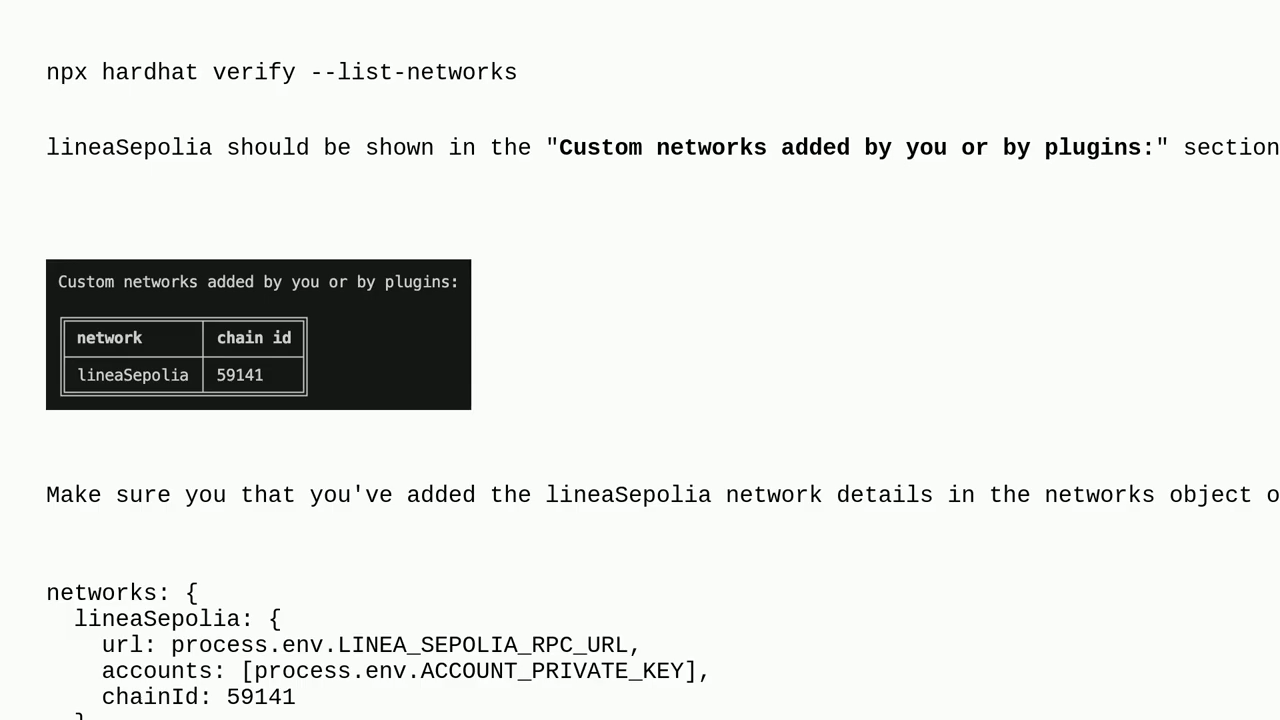 npx hardhat verify --list-networks
lineaSepolia should be shown in the "Custom networks added by you or by plugins:" section
Custom networks added by you or by plugins:
network chain id
lineaSepolia 59141
Make sure you that you've added the lineaSepolia network details in the networks object o
networks: {
lineaSepolia: {
url: process.env.LINEA_SEPOLIA_RPC_URL,
accounts: [process.env.ACCOUNT_PRIVATE_KEY],
chainId: 59141
}